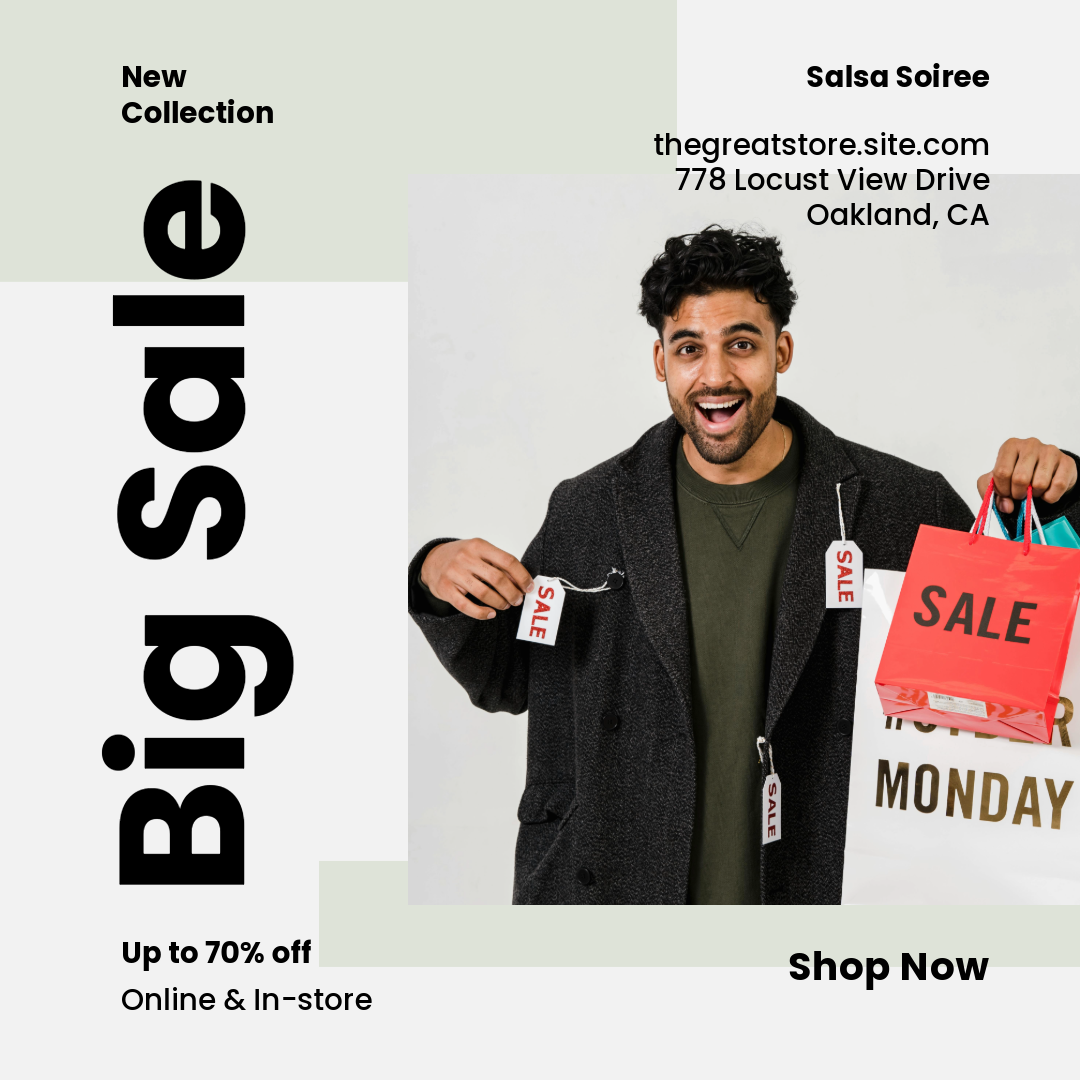 New
Collection
Salsa Soiree
thegreatstore.site.com
778 Locust View Drive
Oakland, CA
Big Sale
SALE
SALE
SALE
SALE
MONDAY
Up to 70% off
Online & In-store
Shop Now